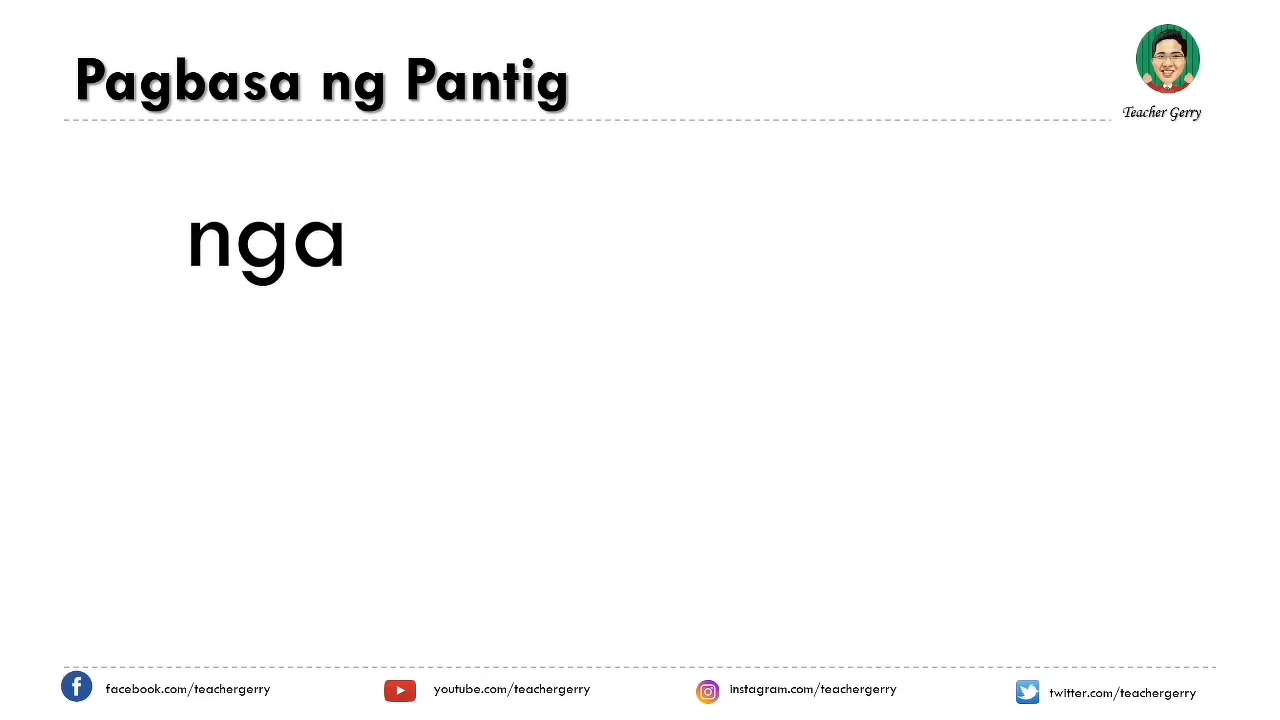 Pagbasa ng Pantig
Teacher Gerry
nga
facebook.com/teachergerry
youtube.com/teachergerry
instagram.com/teachergerry
twitter.com/teachergerry